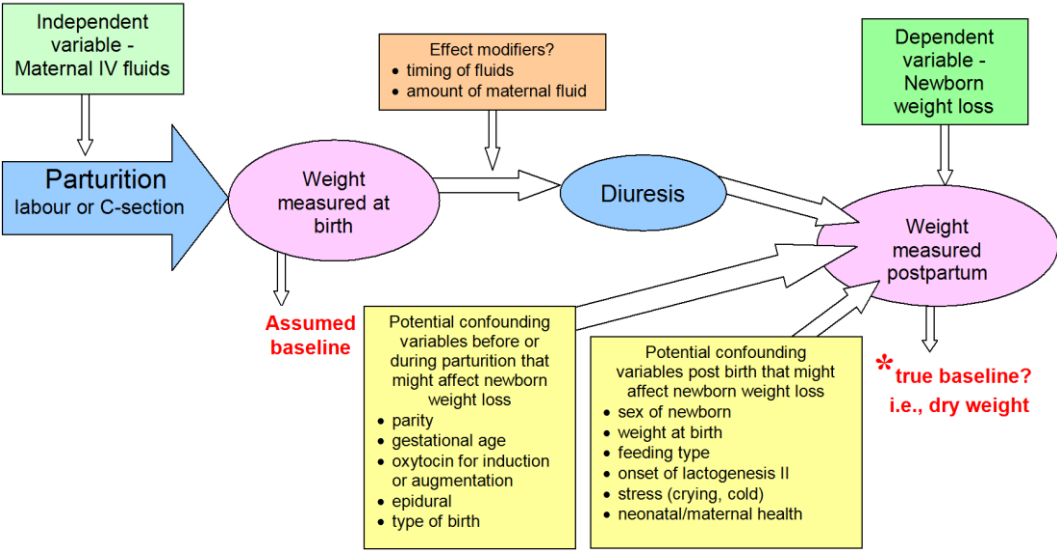 Independent
variable -
Maternal IV fluids
Effect modifiers?
• timing of fluids
• amount of maternal fluid
Dependent
variable -
Newborn
weight loss
Parturition
labour or C-section
Weight
measured at
birth
Diuresis
Weight
measured
postpartum
Assumed
baseline
Potential confounding
variables before or
during parturition that
might affect newborn
weight loss
• parity
• gestational age
• oxytocin for induction
or augmentation
• epidural
• type of birth
Potential confounding
variables post birth that might
affect newborn weight loss
• sex of newborn
• weight at birth
• feeding type
• onset of lactogenesis II
• stress (crying, cold)
• neonatal/maternal health
*true baseline?
i.e., dry weight